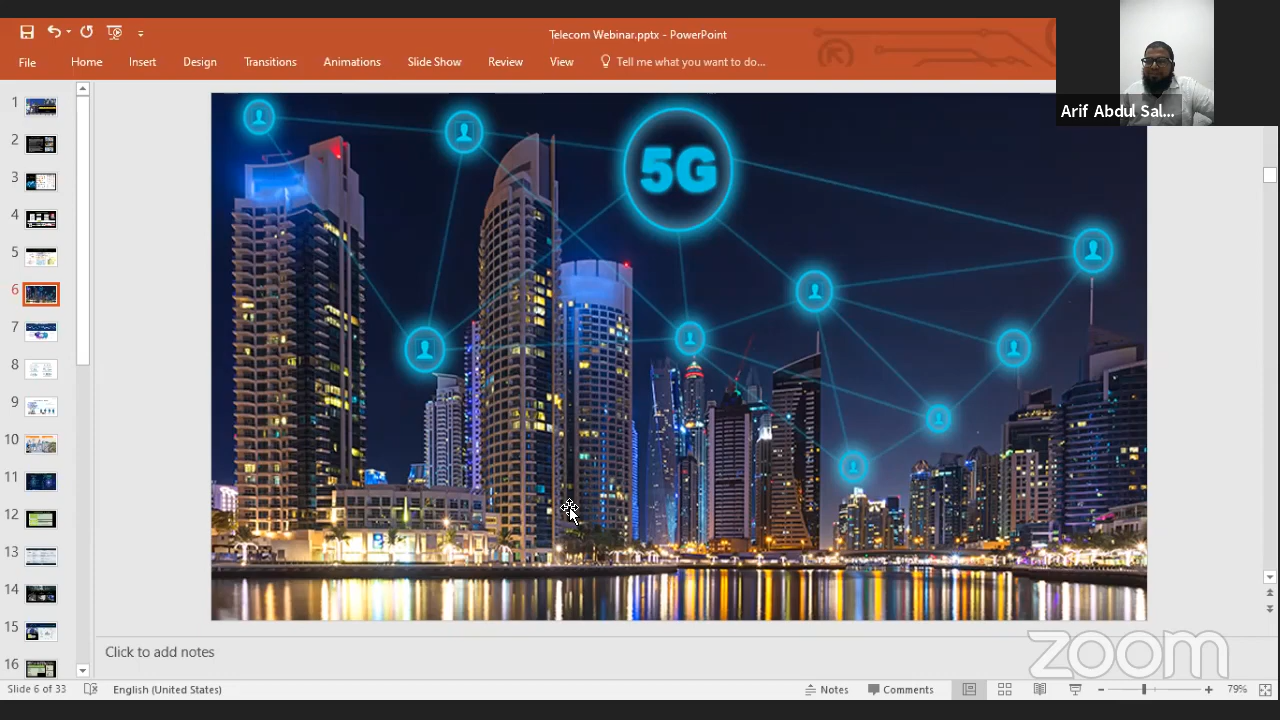 Telecom Webinar.pptx - PowerPoint
File Home Insert Design Transitions Animations Slide Show Review View Tell me what you want to do...
Arif Abdul Sal...
1
2
3
4
5
6
7
8
9
10
11
12
13
14
15
16
5G
Click to add notes
zoom
Slide 6 of 33 English (United States) Notes Comments 79%